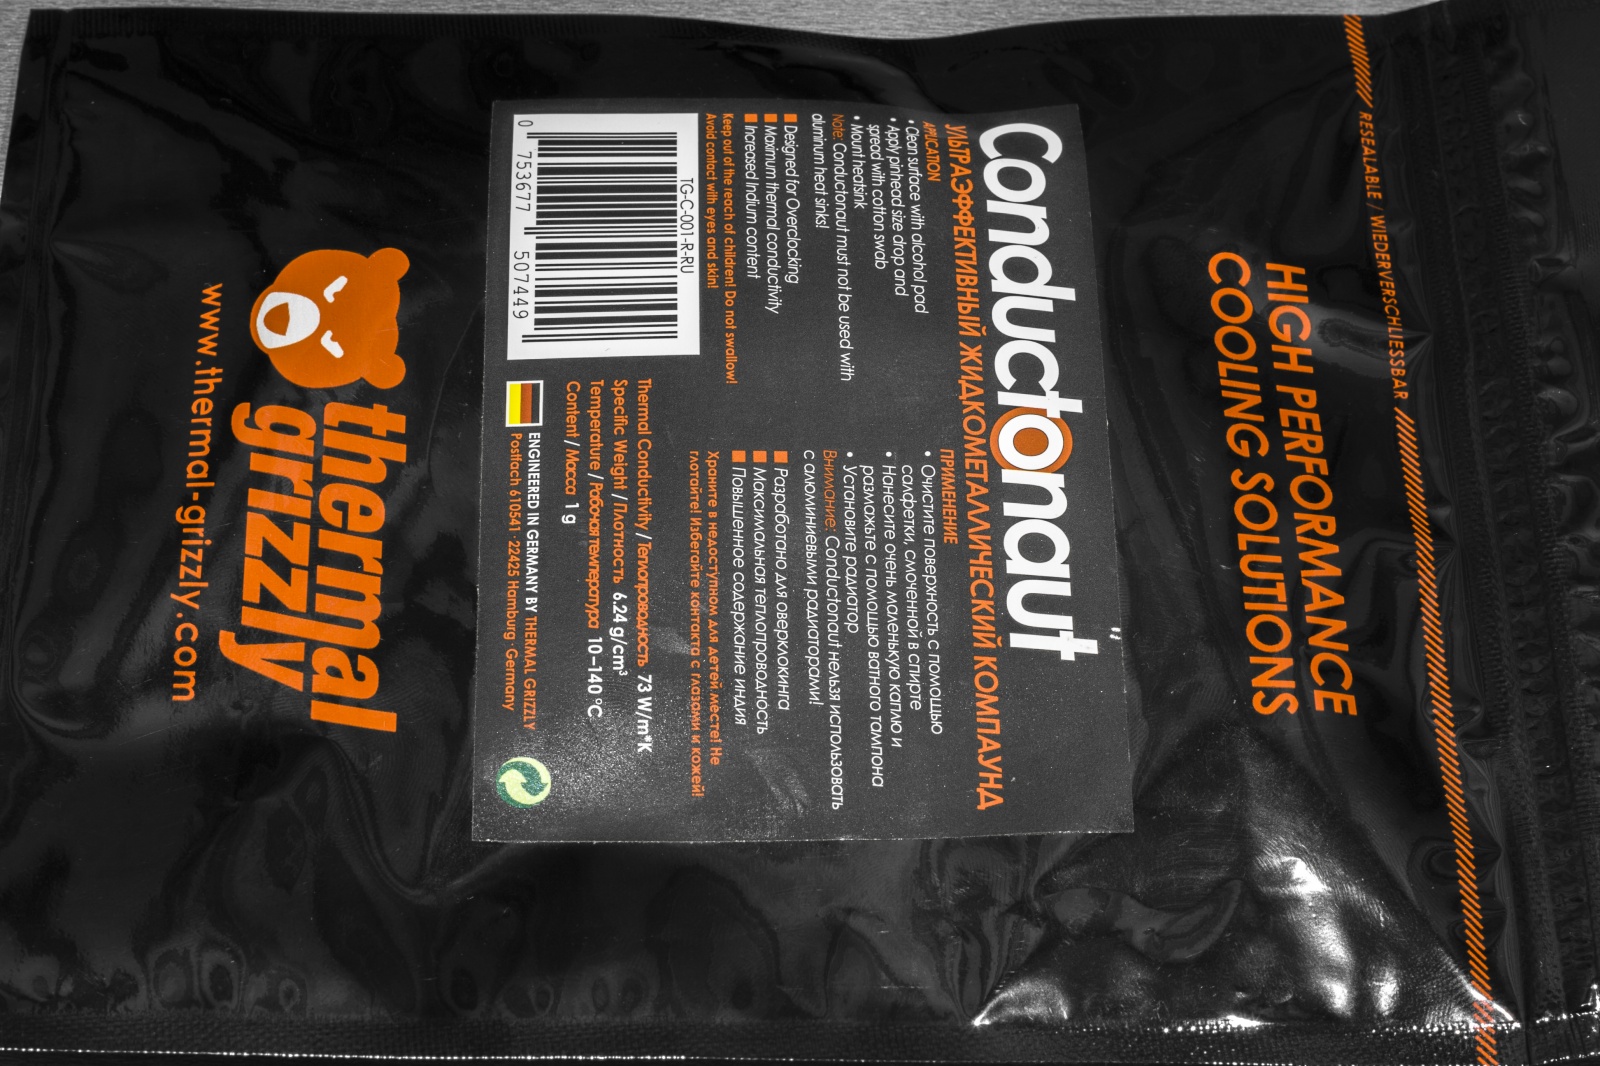 RESEALABLE / WIEDERVERSCHLIESSBAR
HIGH PERFORMANCE
COOLING SOLUTIONS
Conductonaut
УЛЬТРАЭФФЕКТИВНЫЙ ЖИДКОМЕТАЛЛИЧЕСКИЙ КОМПАУНД
APPLICATION
• Clean surface with alcohol pad
• Apply pinhead size drop and
spread with cotton swab
• Mount heatsink
Note: Conductonaut must not be used with
aluminum heat sinks!
Designed for Overclocking
Maximum thermal conductivity
Increased Indium content
Keep out of the reach of children! Do not swallow!
Avoid contact with eyes and skin!
TG-C-001-R-RU
0 753677 507449
ПРИМЕНЕНИЕ
• Очистите поверхность с помощью
салфетки, смоченной в спирте
• Нанесите очень маленькую каплю и
размажьте с помощью ватного тампона
• Установите радиатор
Внимание: Conductonaut нельзя использовать
с алюминиевыми радиаторами!
Разработано для оверклокинга
Максимальная теплопроводность
Повышенное содержание индия
Храните в недоступном для детей месте! Не
глотайте! Избегайте контакта с глазами и кожей!
Thermal Conductivity / Теплопроводность 73 W/m*K
Specific Weight / Плотность 6.24 g/cm³
Temperature / Рабочая температура 10–140 °C
Content / Масса 1 g
ENGINEERED IN GERMANY BY THERMAL GRIZZLY
Postfach 610541 · 22425 Hamburg · Germany
thermal
grizzly
www.thermal-grizzly.com